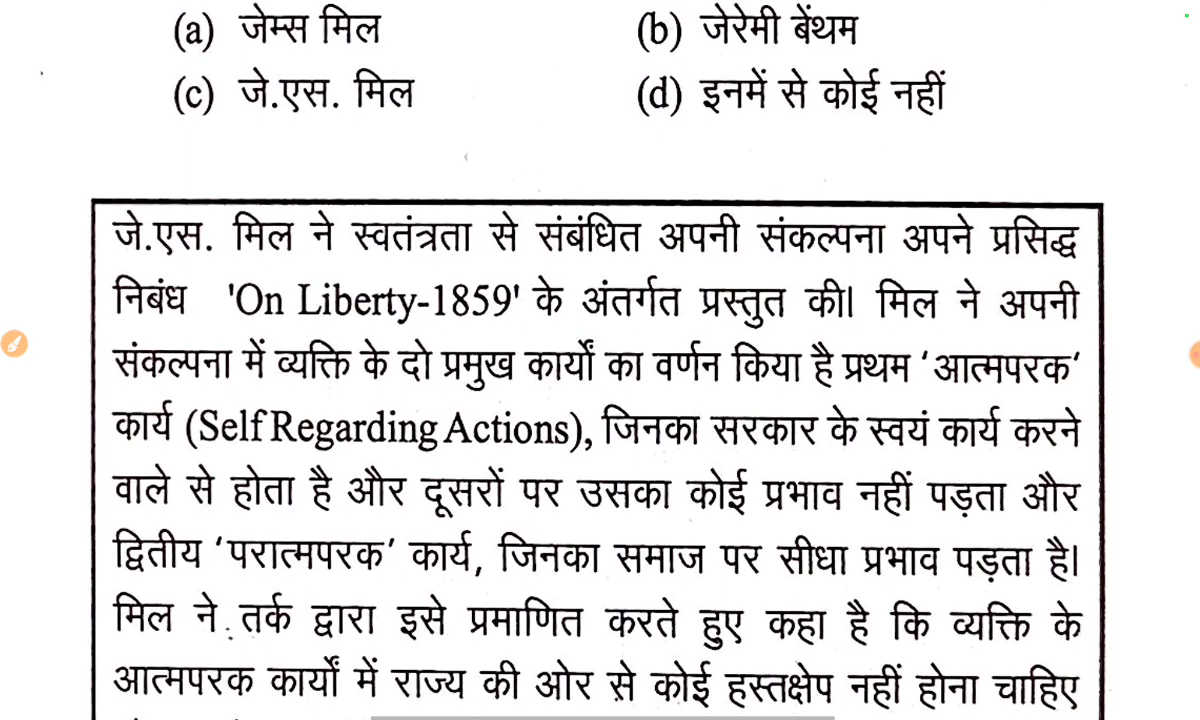 (a) जेम्स मिल (b) जेरेमी बेंथम
(c) जे.एस. मिल (d) इनमें से कोई नहीं
जे.एस. मिल ने स्वतंत्रता से संबंधित अपनी संकल्पना अपने प्रसिद्ध
निबंध 'On Liberty-1859' के अंतर्गत प्रस्तुत की। मिल ने अपनी
संकल्पना में व्यक्ति के दो प्रमुख कार्यों का वर्णन किया है प्रथम ‘आत्मपरक‘
कार्य (Self Regarding Actions), जिनका सरकार के स्वयं कार्य करने
वाले से होता है और दूसरों पर उसका कोई प्रभाव नहीं पड़ता और
द्वितीय ‘परात्मपरक’ कार्य, जिनका समाज पर सीधा प्रभाव पड़ता है।
मिल ने तर्क द्वारा इसे प्रमाणित करते हुए कहा है कि व्यक्ति के
आत्मपरक कार्यों में राज्य की ओर से कोई हस्तक्षेप नहीं होना चाहिए